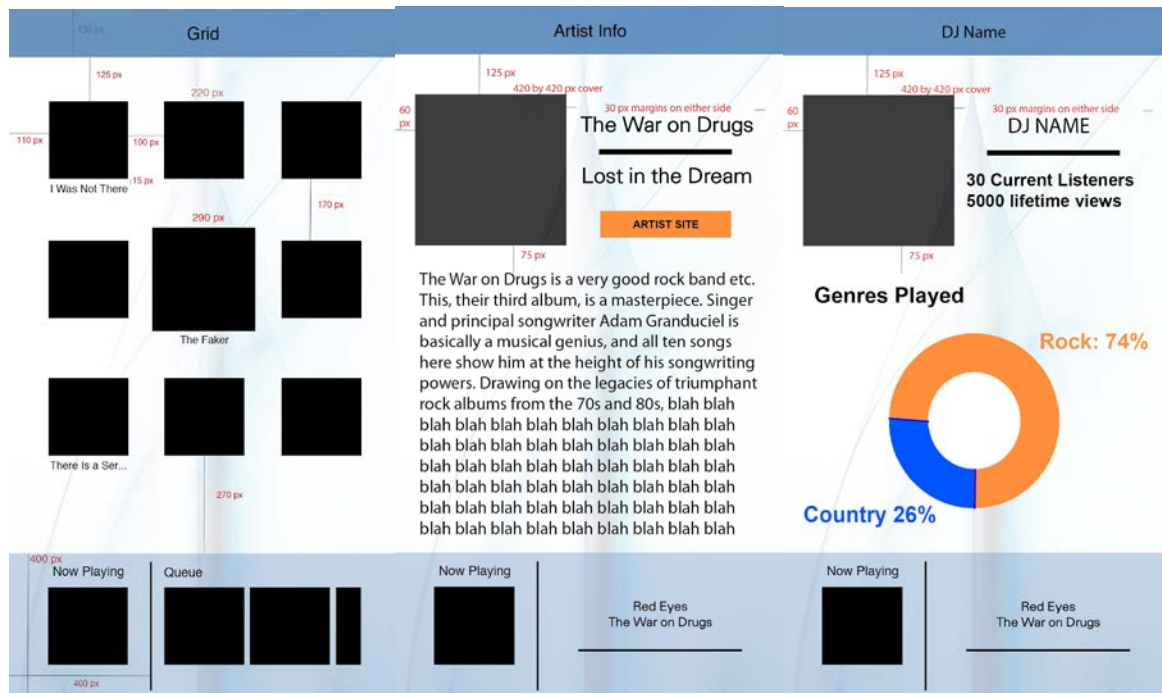 Grid
130 px
125 px
220 px
110 px
100 px
I Was Not There
15 px
170 px
290 px
The Faker
There Is a Ser...
270 px
400 px
Now Playing
Queue
400 px
Artist Info
125 px
420 by 420 px cover
60
px
30 px margins on either side
The War on Drugs
Lost in the Dream
ARTIST SITE
75 px
The War on Drugs is a very good rock band etc.
This, their third album, is a masterpiece. Singer
and principal songwriter Adam Granduciel is
basically a musical genius, and all ten songs
here show him at the height of his songwriting
powers. Drawing on the legacies of triumphant
rock albums from the 70s and 80s, blah blah
blah blah blah blah blah blah blah blah blah
blah blah blah blah blah blah blah blah blah
blah blah blah blah blah blah blah blah blah
blah blah blah blah blah blah blah blah blah
blah blah blah blah blah blah blah blah blah
blah blah blah blah blah blah blah blah blah
Now Playing
Red Eyes
The War on Drugs
DJ Name
125 px
420 by 420 px cover
60
px
30 px margins on either side
DJ NAME
30 Current Listeners
5000 lifetime views
75 px
Genres Played
Rock: 74%
Country 26%
Now Playing
Red Eyes
The War on Drugs